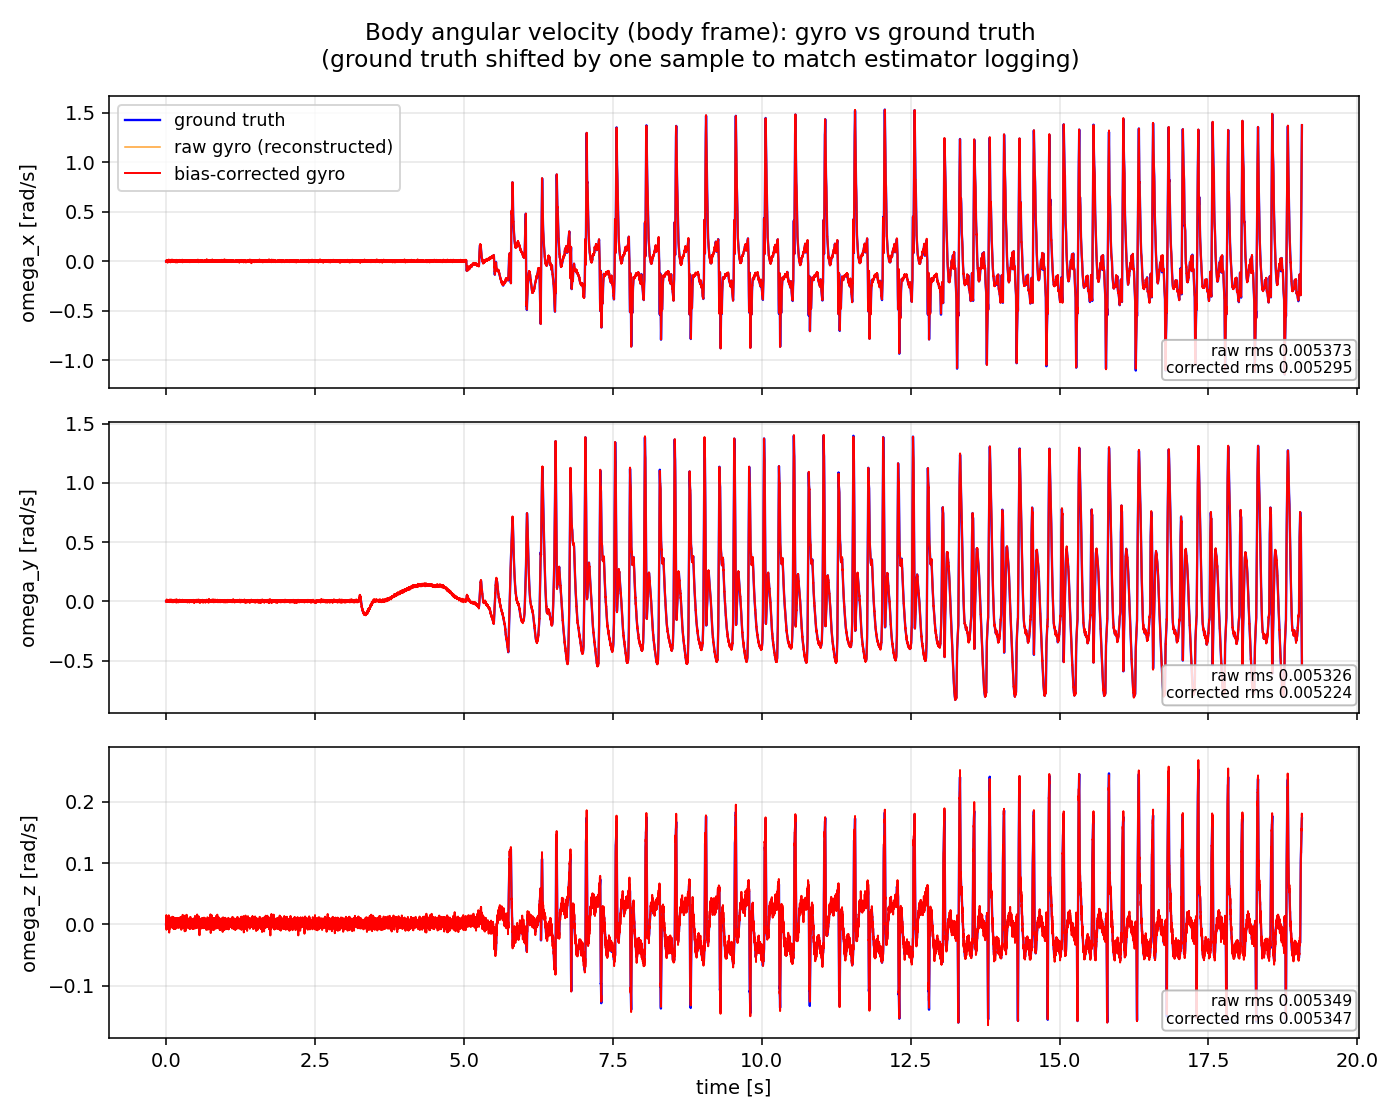 Body angular velocity (body frame): gyro vs ground truth
(ground truth shifted by one sample to match estimator logging)
omega_x [rad/s]
1.5
1.0
0.5
0.0
−0.5
−1.0
ground truth
raw gyro (reconstructed)
bias-corrected gyro
raw rms 0.005373
corrected rms 0.005295
omega_y [rad/s]
1.5
1.0
0.5
0.0
−0.5
raw rms 0.005326
corrected rms 0.005224
omega_z [rad/s]
0.2
0.1
0.0
−0.1
raw rms 0.005349
corrected rms 0.005347
0.0 2.5 5.0 7.5 10.0 12.5 15.0 17.5 20.0
time [s]